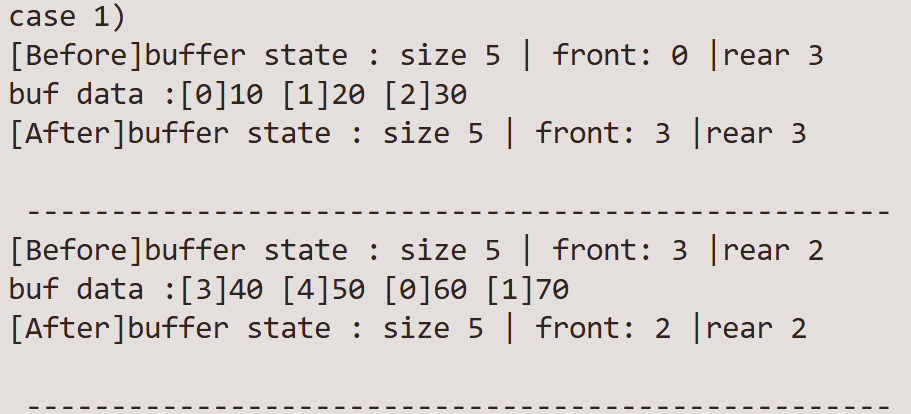 case 1)
[Before]buffer state : size 5 | front: 0 |rear 3
buf data :[0]10 [1]20 [2]30
[After]buffer state : size 5 | front: 3 |rear 3
---------------------------------------------------
[Before]buffer state : size 5 | front: 3 |rear 2
buf data :[3]40 [4]50 [0]60 [1]70
[After]buffer state : size 5 | front: 2 |rear 2
---------------------------------------------------